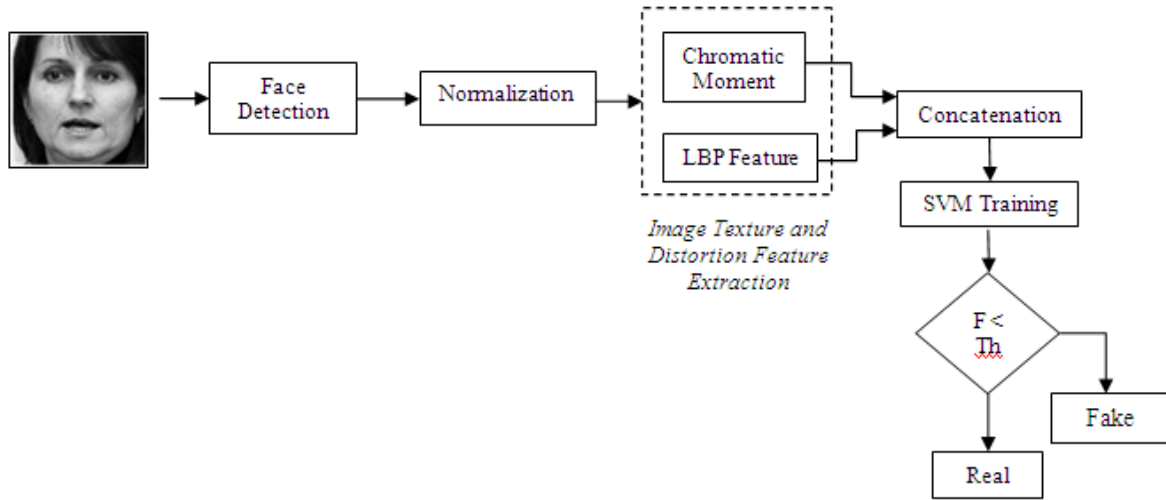 Face
Detection
Normalization
Chromatic
Moment
LBP Feature
Image Texture and
Distortion Feature
Extraction
Concatenation
SVM Training
F <
Th
Fake
Real